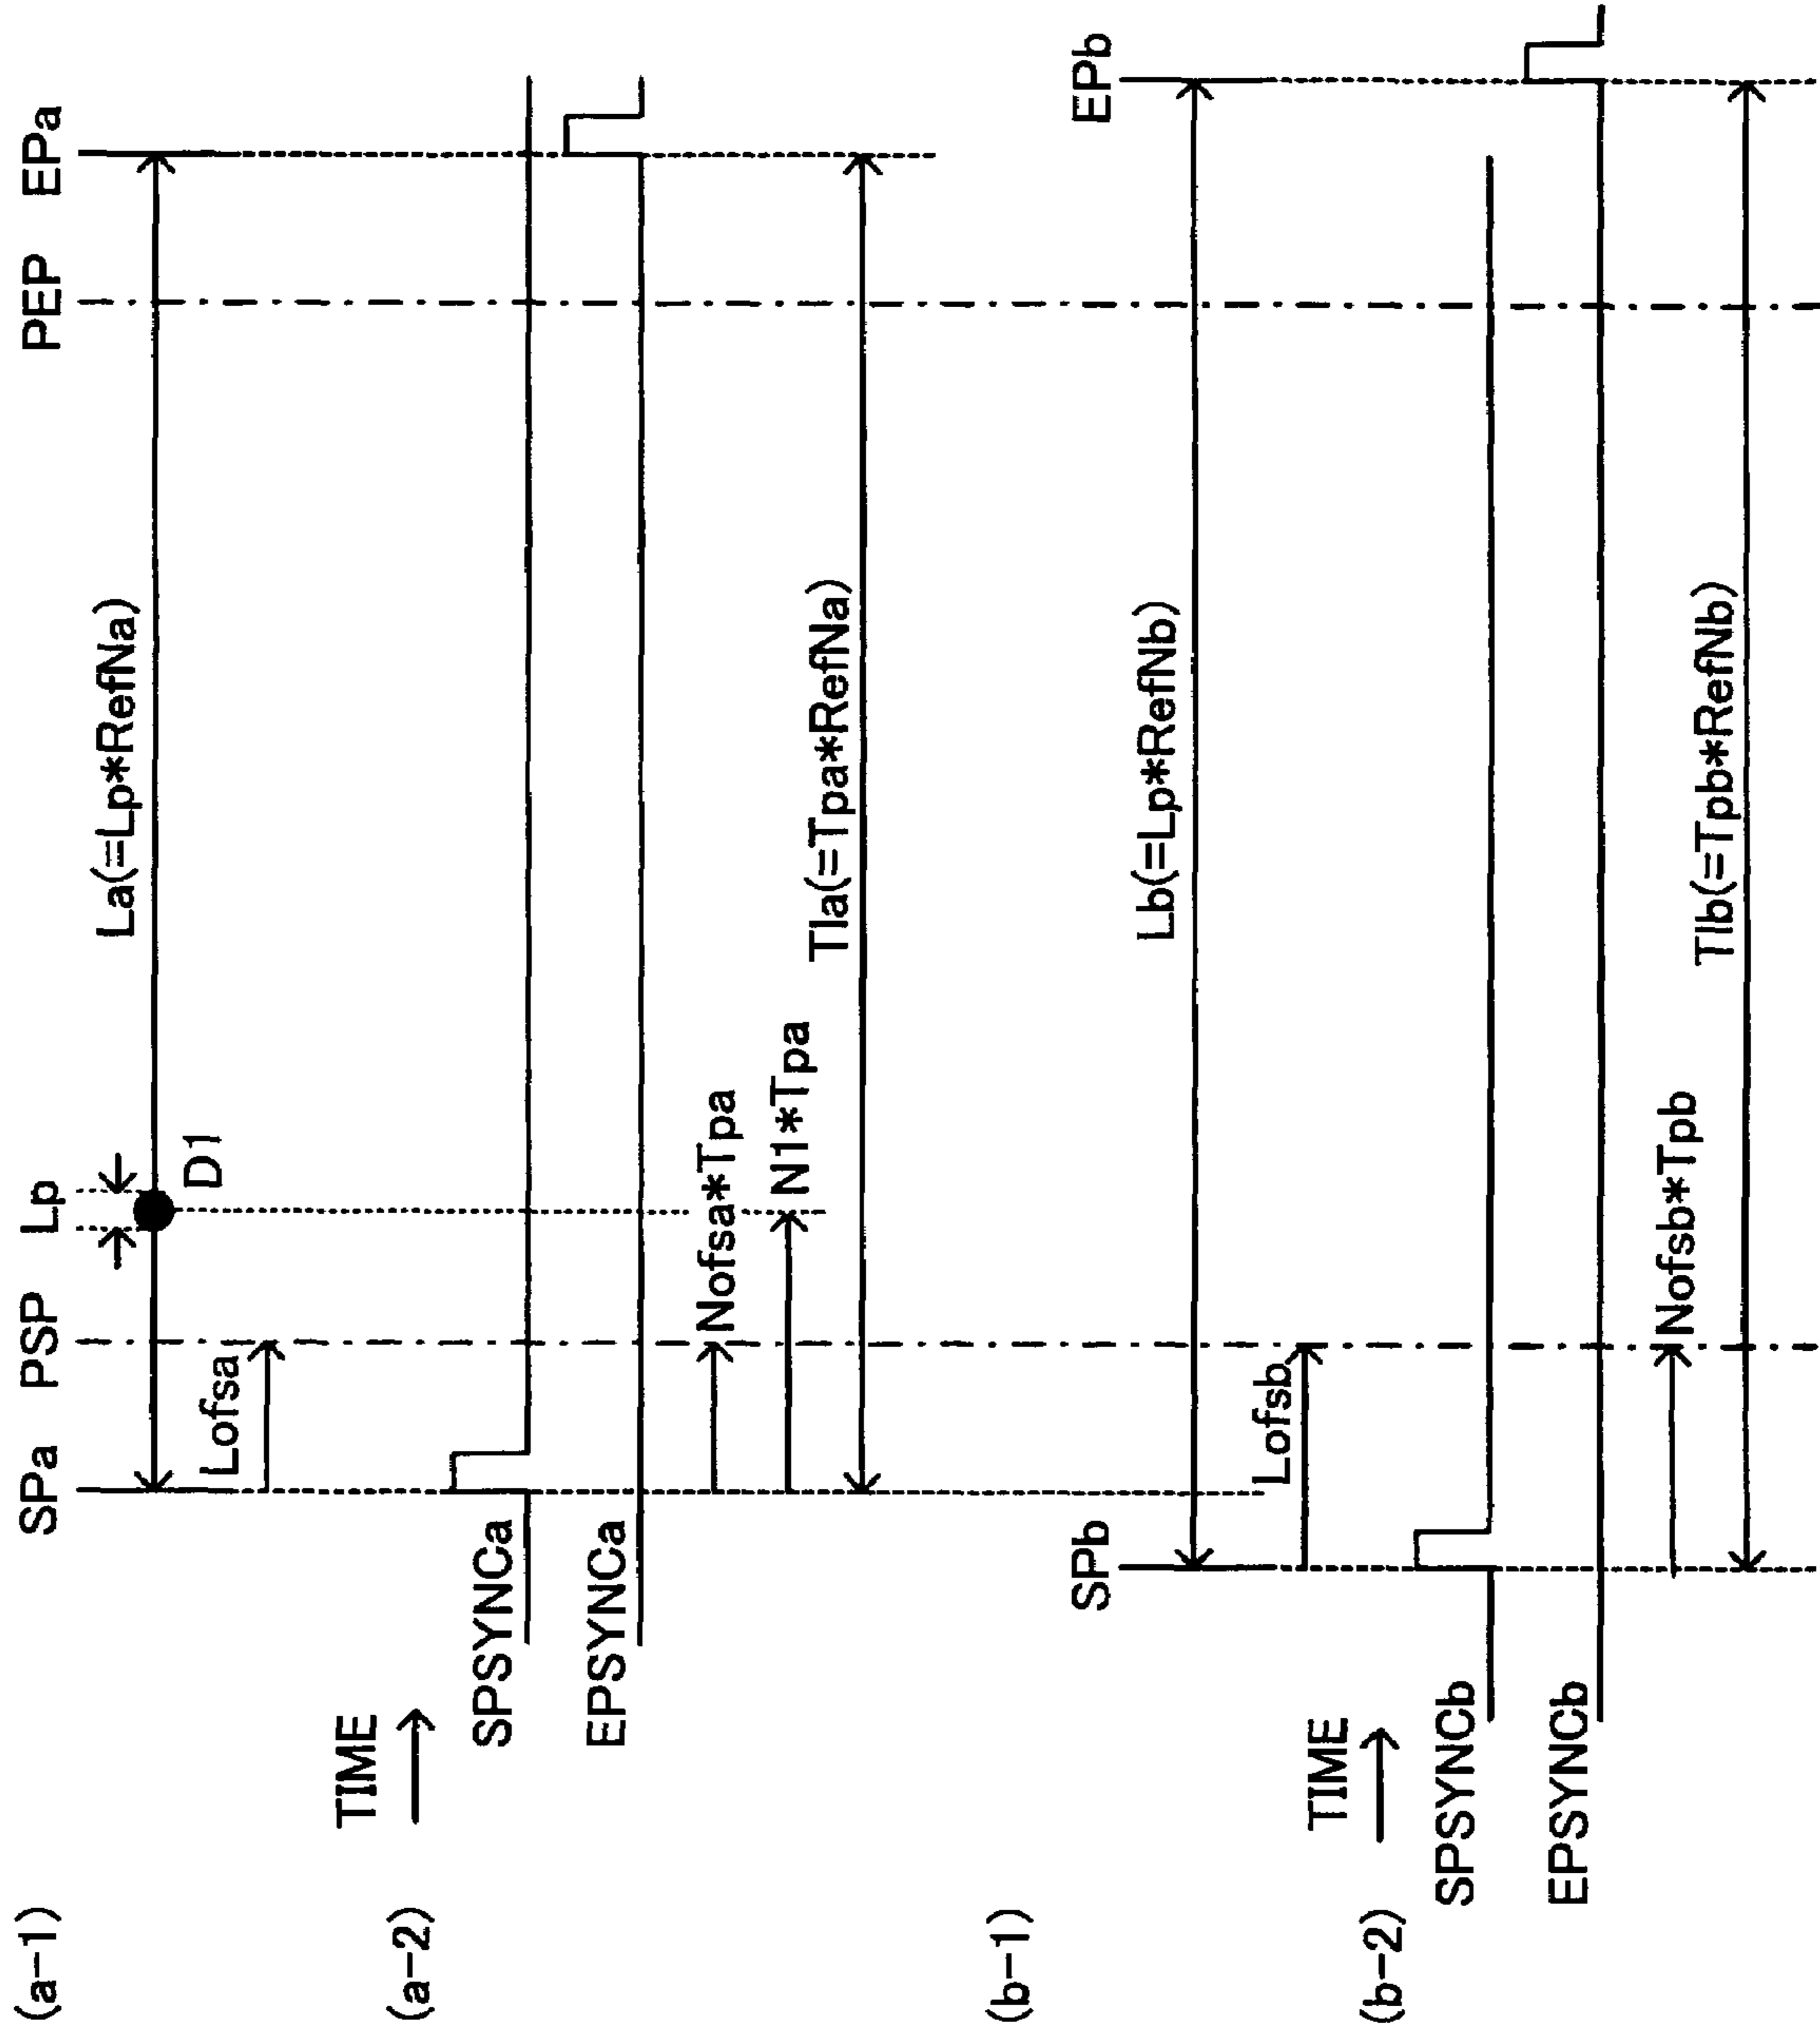 (a-1)
SPa PSP Lp PEP EPa
La(=Lp*RefNa)
D1
Lofsa
(a-2)
TIME
SPSYNCa
EPSYNCa
Nofsa*Tpa
N1*Tpa
Tla(=Tpa*RefNa)
(b-1)
SPb EPb
Lb(=Lp*RefNb)
Lofsb
(b-2)
TIME
SPSYNCb
EPSYNCb
Nofsb*Tpb
Tlb(=Tpb*RefNb)